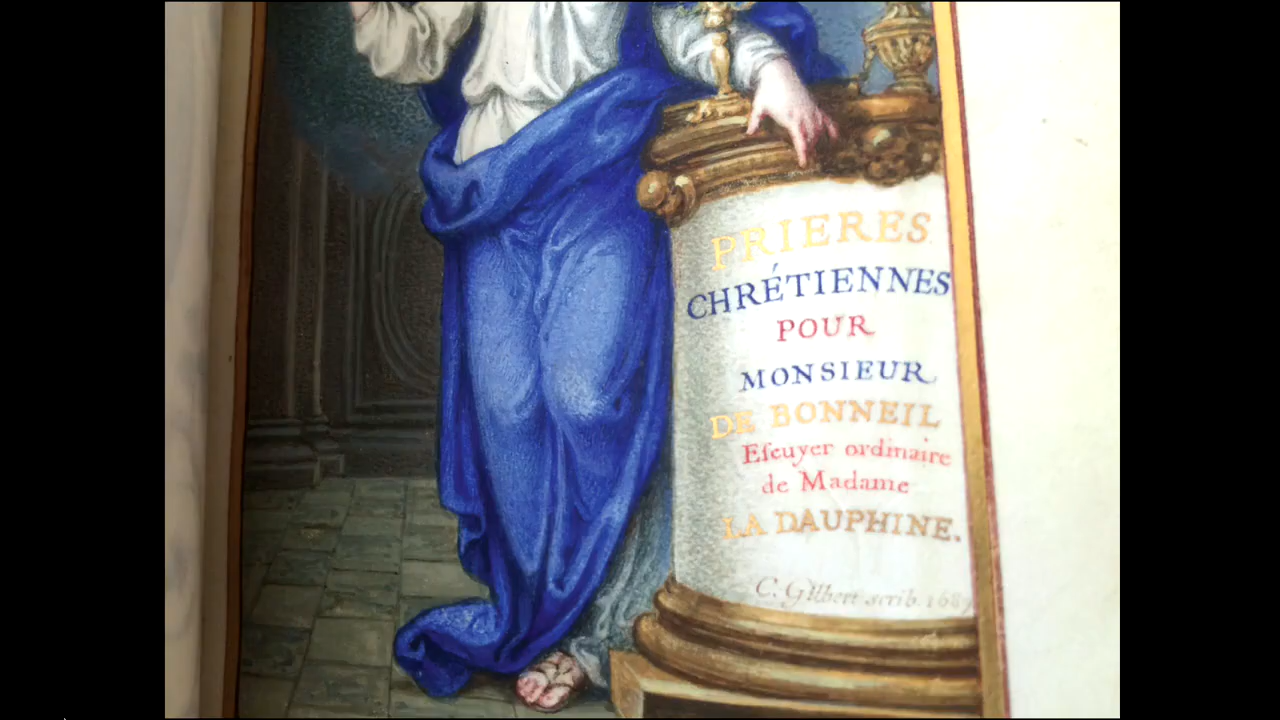 PRIERES
CHRÉTIENNES
POUR
MONSIEUR
DE BONNEIL
Eſcuyer ordinaire
de Madame
LA DAUPHINE.
C. Gilbert scrib.